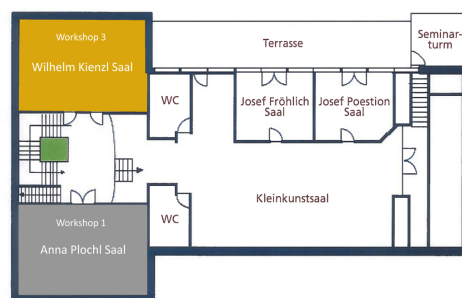 Workshop 3
Wilhelm Kienzl Saal
Terrasse
Seminar-
turm
WC
Josef Fröhlich
Saal
Josef Poestion
Saal
Kleinkunstsaal
WC
Workshop 1
Anna Plochl Saal